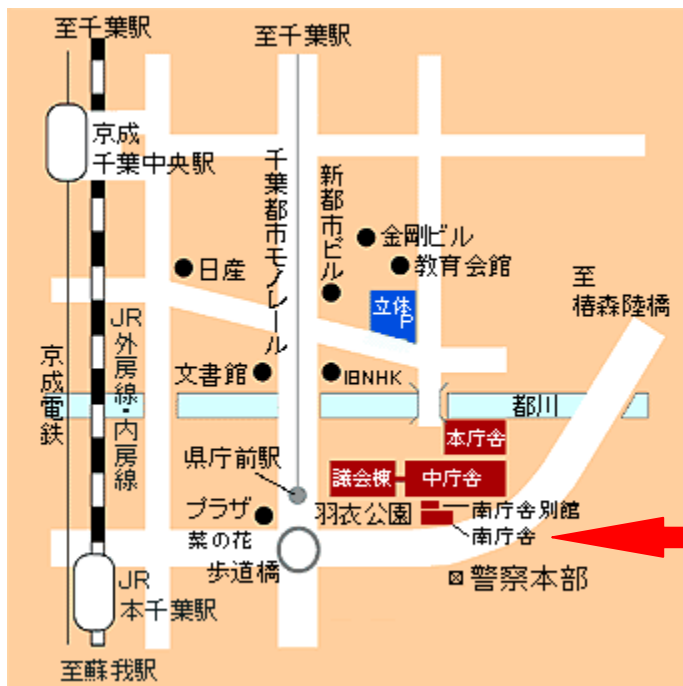 至千葉駅
至千葉駅
京成
千葉中央駅
千葉都市モノレール
新都市ビル
金剛ビル
教育会館
日産
立体
P
至
椿森陸橋
京成電鉄
JR外房線・内房線
文書館
旧NHK
都川
本庁舎
県庁前駅
議会棟
中庁舎
プラザ
菜の花
羽衣公園
南庁舎別館
南庁舎
歩道橋
警察本部
JR
本千葉駅
至蘇我駅